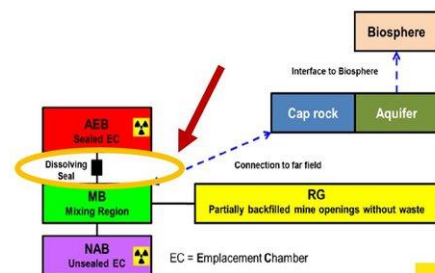 Biosphere
Interface to Biosphere
AEB
Sealed EC
Cap rock
Aquifer
Dissolving
Seal
Connection to far field
MB
Mixing Region
RG
Partially backfilled mine openings without waste
NAB
Unsealed EC
EC = Emplacement Chamber